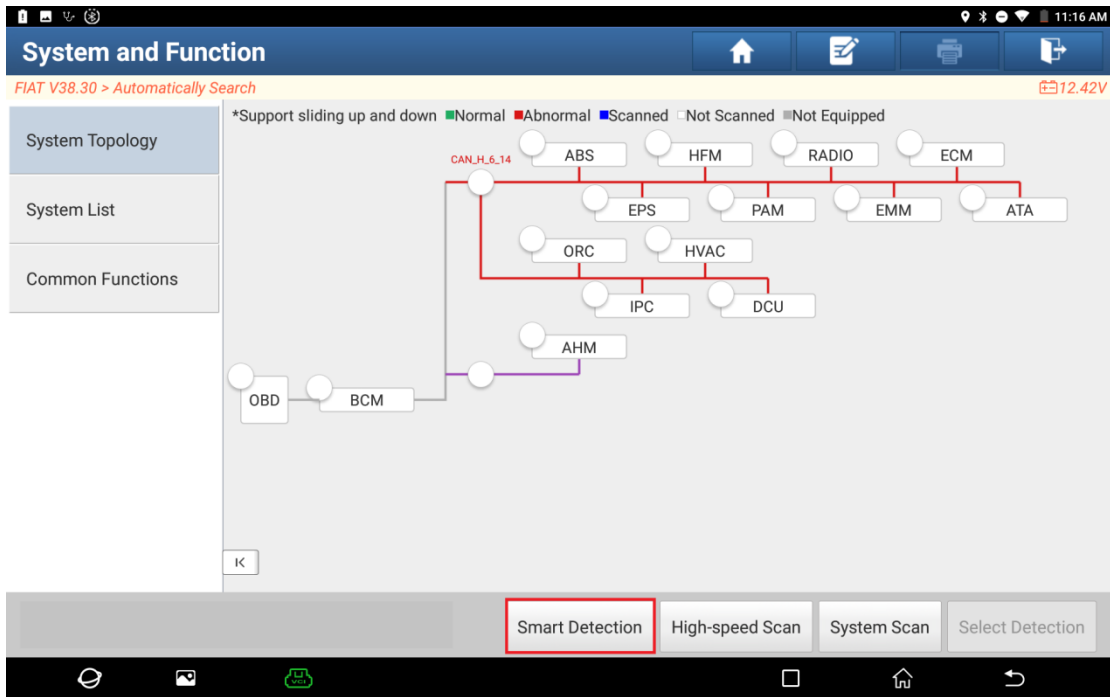 11:16 AM
System and Function
FIAT V38.30 > Automatically Search
12.42V
System Topology
System List
Common Functions
*Support sliding up and down Normal Abnormal Scanned Not Scanned Not Equipped
CAN_H_6_14
ABS HFM RADIO ECM
EPS PAM EMM ATA
ORC HVAC
IPC DCU
AHM
OBD BCM
Smart Detection High-speed Scan System Scan Select Detection
VCI